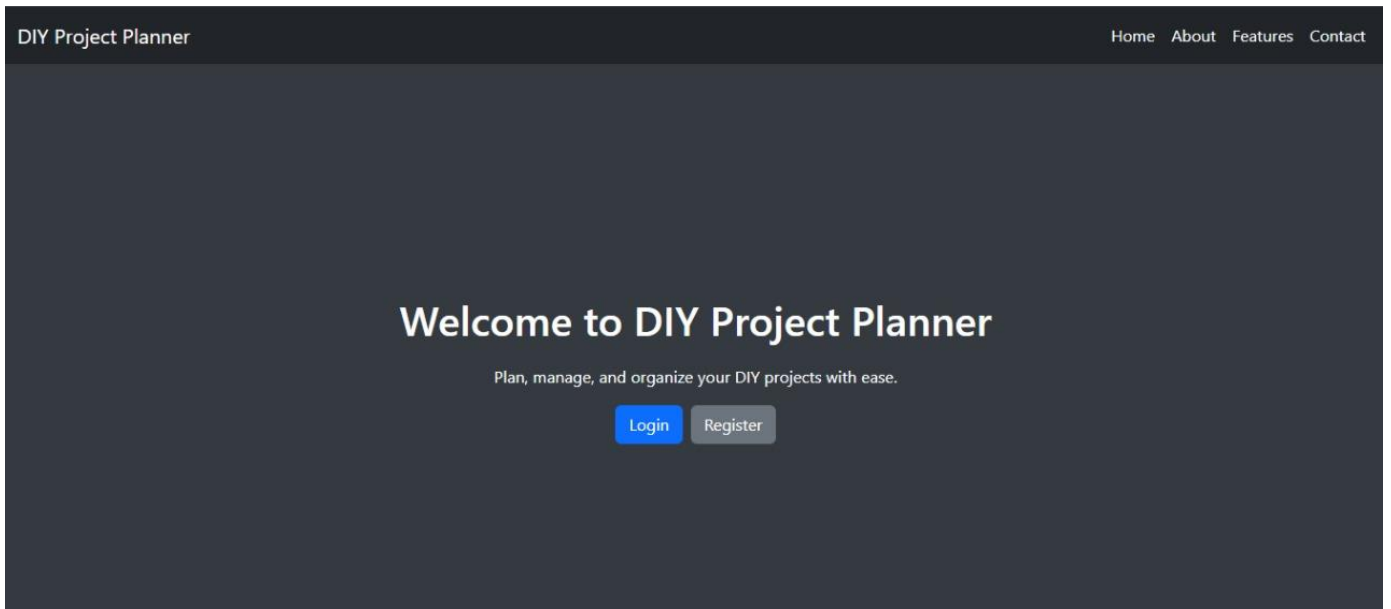 DIY Project Planner
Home About Features Contact
Welcome to DIY Project Planner
Plan, manage, and organize your DIY projects with ease.
Login Register